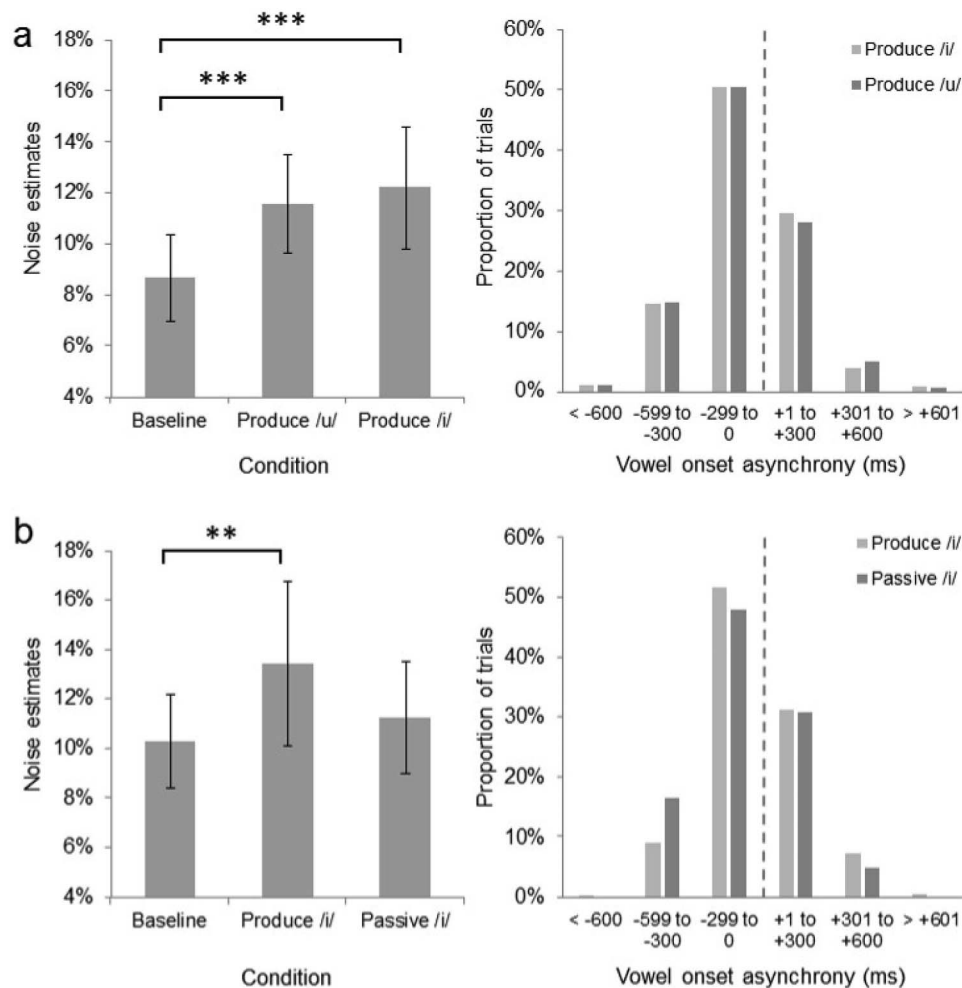 a
18%
16%
14%
12%
10%
8%
6%
4%
Noise estimates
***
***
Baseline
Produce /u/
Produce /i/
Condition
60%
50%
40%
30%
20%
10%
0%
Proportion of trials
Produce /i/
Produce /u/
< -600
-599 to
-300
-299 to
0
+1 to
+300
+301 to
+600
> +601
Vowel onset asynchrony (ms)
b
18%
16%
14%
12%
10%
8%
6%
4%
Noise estimates
**
Baseline
Produce /i/
Passive /i/
Condition
60%
50%
40%
30%
20%
10%
0%
Proportion of trials
Produce /i/
Passive /i/
< -600
-599 to
-300
-299 to
0
+1 to
+300
+301 to
+600
> +601
Vowel onset asynchrony (ms)